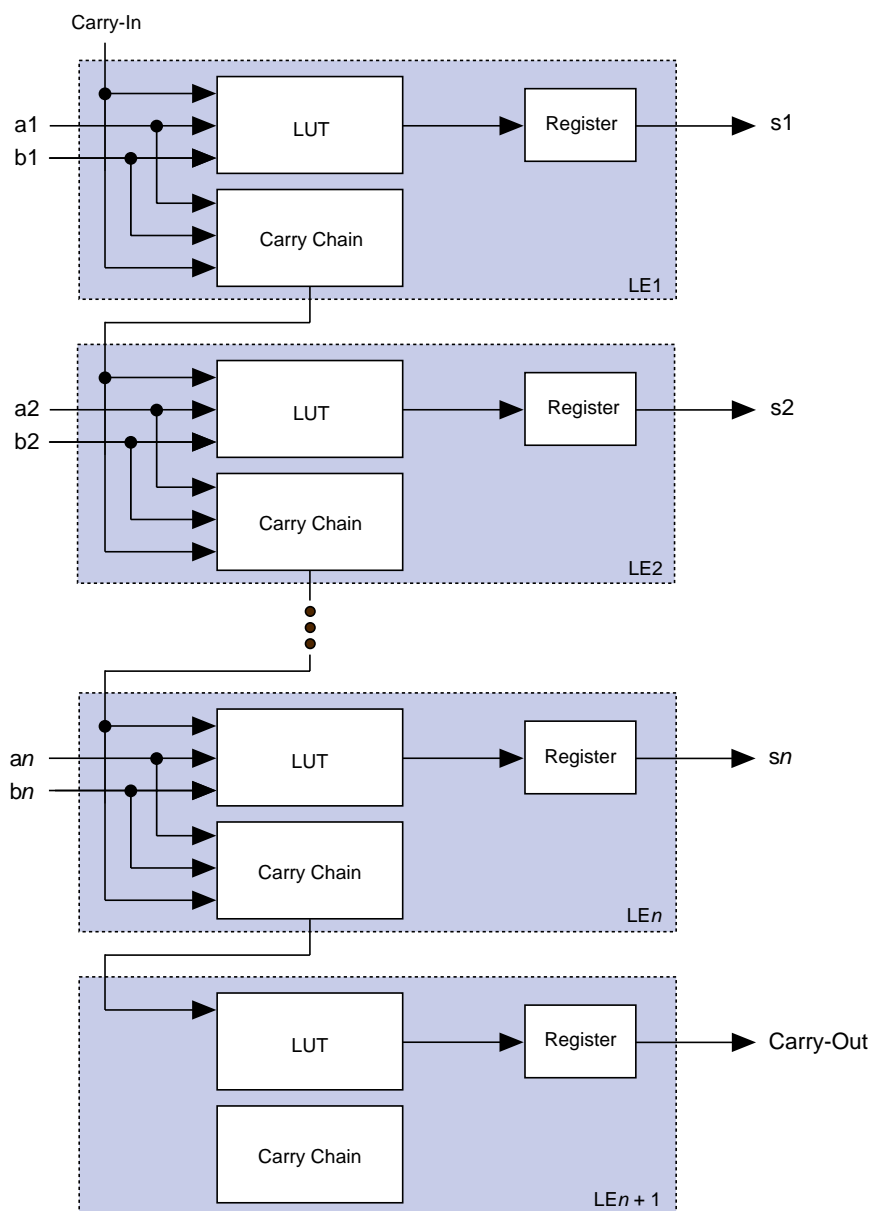 Carry-In
a1
b1
LUT
Register
s1
Carry Chain
LE1
a2
b2
LUT
Register
s2
Carry Chain
LE2
an
bn
LUT
Register
sn
Carry Chain
LEn
LUT
Register
Carry-Out
Carry Chain
LEn + 1